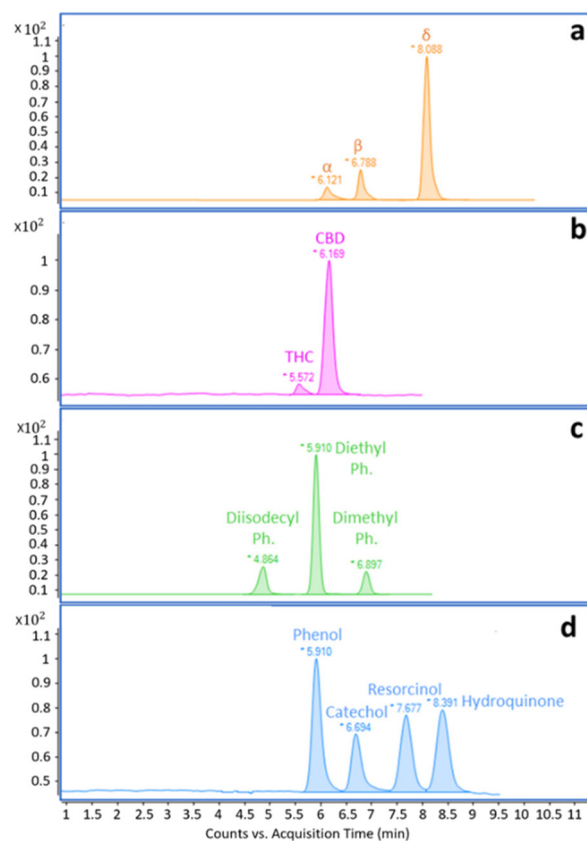 x10²
a
1.1
1
0.9
0.8
0.7
0.6
0.5
0.4
0.3
0.2
0.1
δ
* 8.088
β
* 6.788
α
* 6.121
x10²
b
1
0.9
0.8
0.7
0.6
CBD
* 6.169
THC
* 5.572
x10²
c
1.1
1
0.9
0.8
0.7
0.6
0.5
0.4
0.3
0.2
0.1
* 5.910
Diethyl
Ph.
Diisodecyl
Ph.
* 4.864
Dimethyl
Ph.
* 6.897
x10²
d
1.1
1
0.9
0.8
0.7
0.6
0.5
Phenol
* 5.910
Catechol
* 6.694
Resorcinol
* 7.677
* 8.391 Hydroquinone
1 1.5 2 2.5 3 3.5 4 4.5 5 5.5 6 6.5 7 7.5 8 8.5 9 9.5 10 10.5 11
Counts vs. Acquisition Time (min)